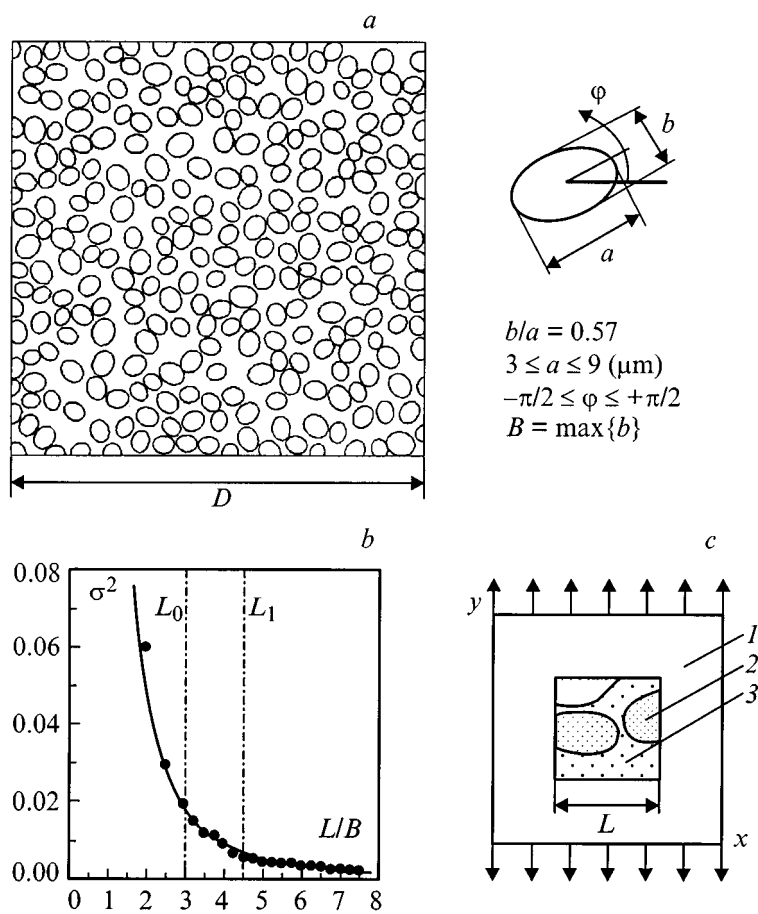 a
φ
b
a
b/a = 0.57
3 ≤ a ≤ 9 (μm)
−π/2 ≤ φ ≤ +π/2
B = max{b}
D
b
0.08
σ²
L₀
L₁
0.06
0.04
0.02
L/B
0.00
0 1 2 3 4 5 6 7 8
c
y
1
2
3
L
x